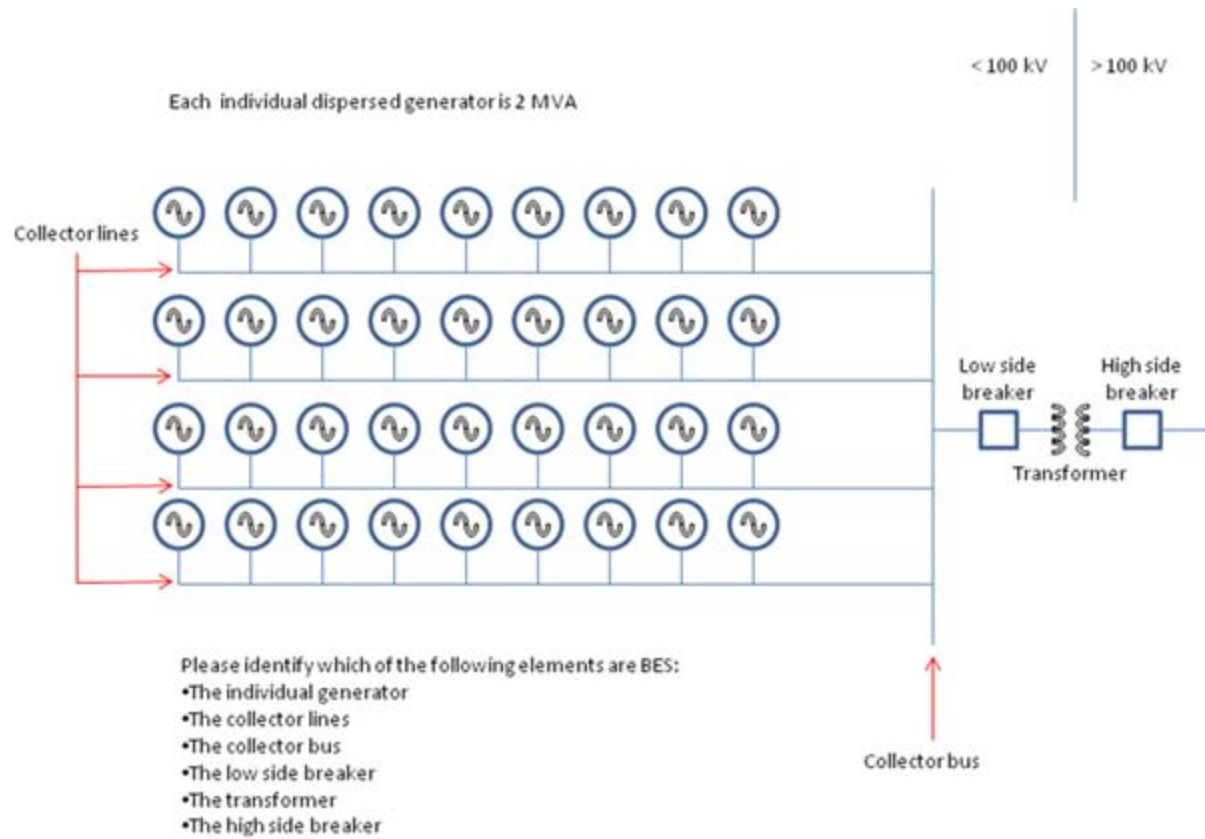 < 100 kV
> 100 kV
Each individual dispersed generator is 2 MVA
Collector lines
Low side
breaker
High side
breaker
Transformer
Please identify which of the following elements are BES:
•The individual generator
•The collector lines
•The collector bus
•The low side breaker
•The transformer
•The high side breaker
Collector bus